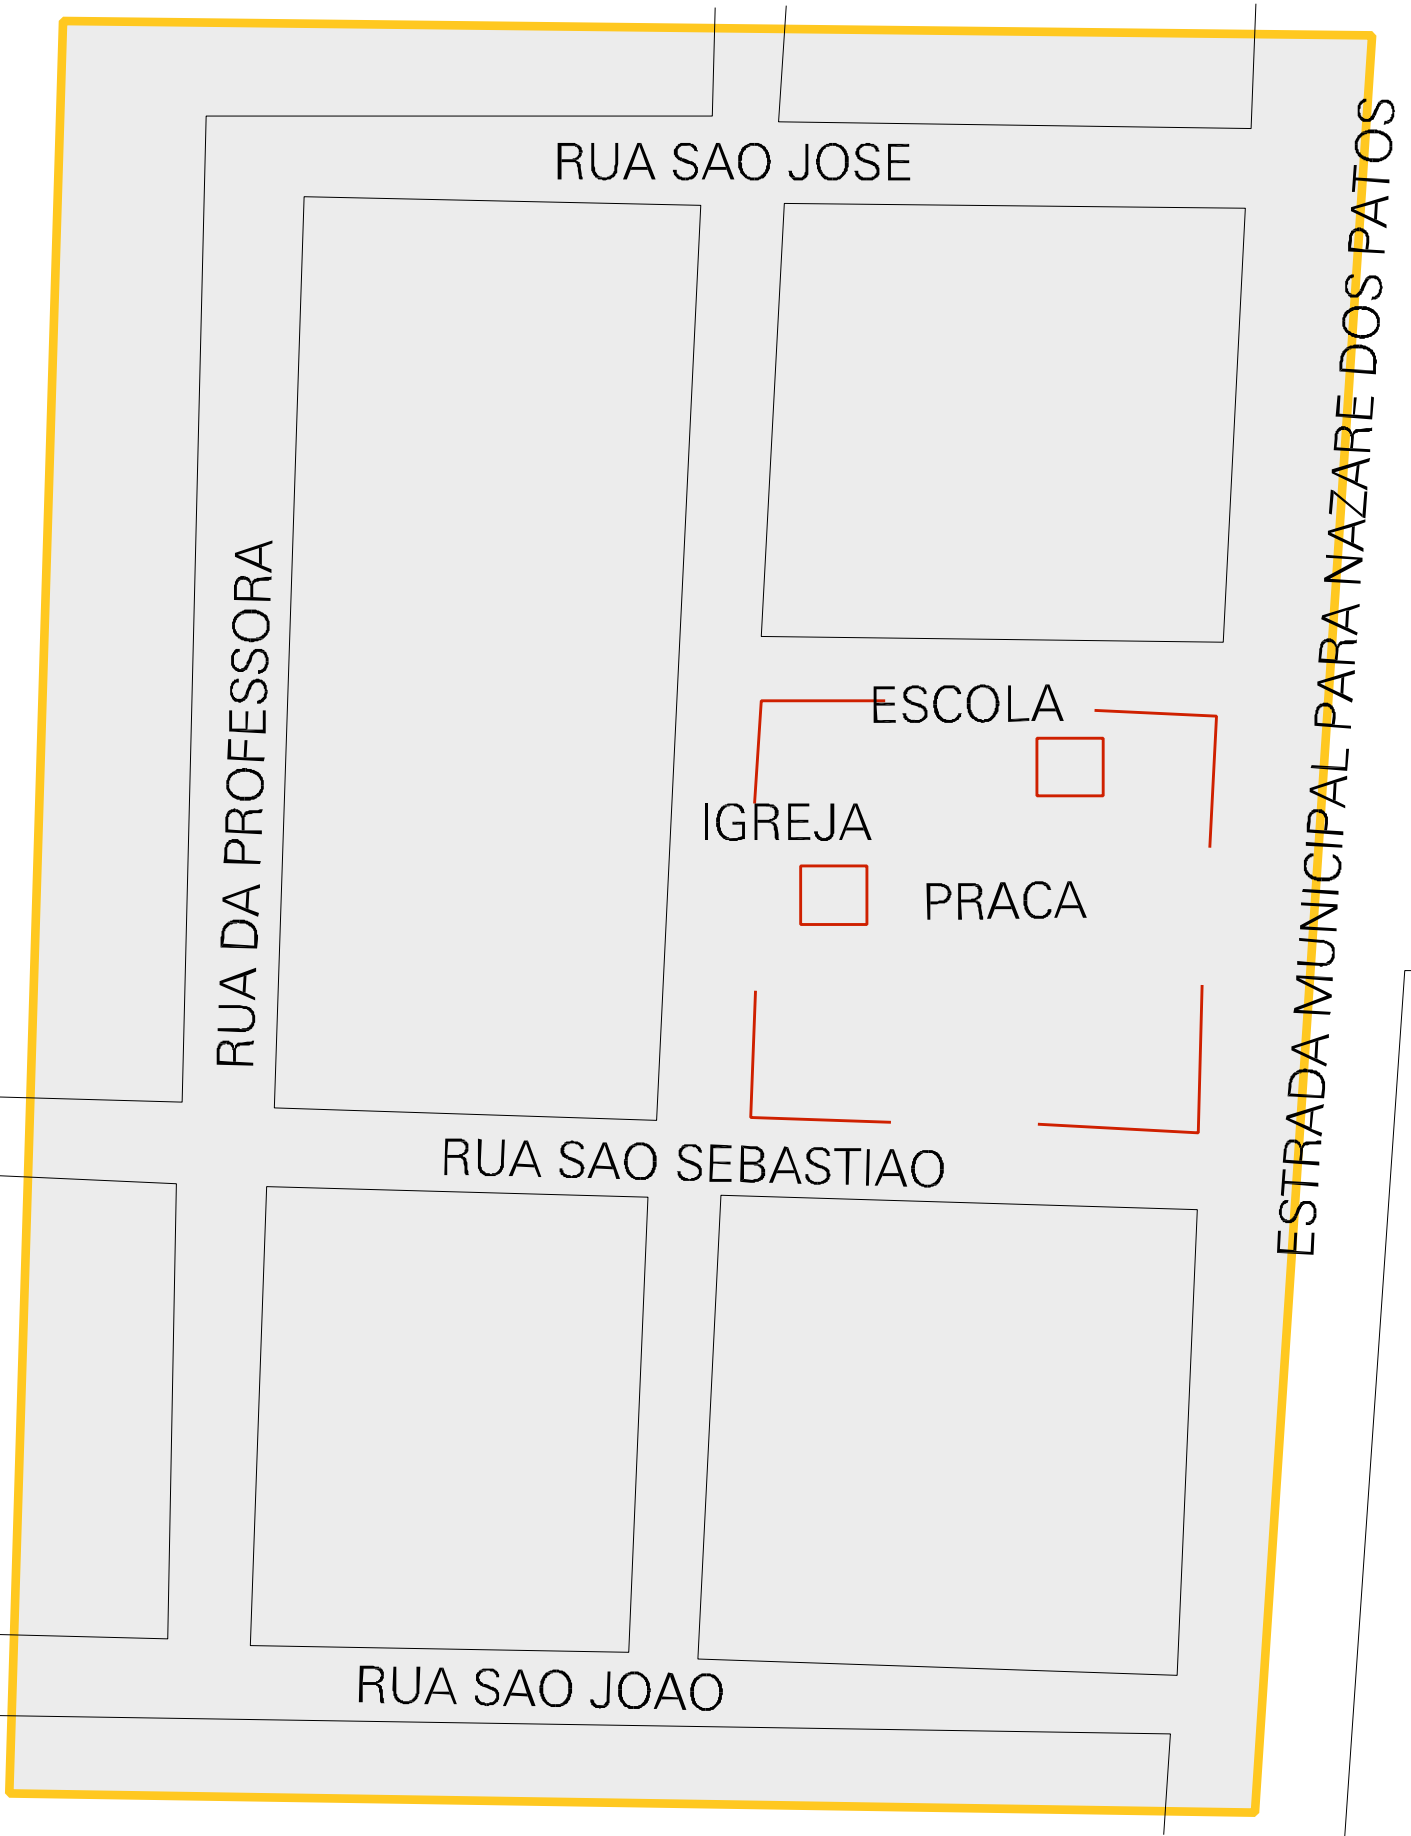 RUA SAO JOSE
ESTRADA MUNICIPAL PARA NAZARE DOS PATOS
RUA DA PROFESSORA
ESCOLA
IGREJA
PRACA
RUA SAO SEBASTIAO
RUA SAO JOAO